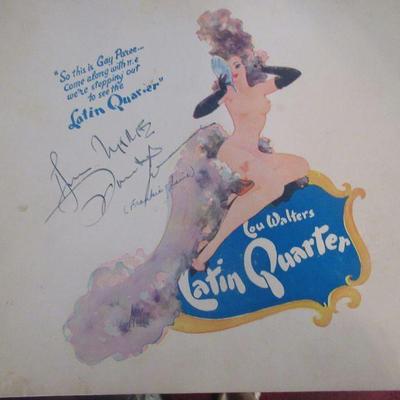 "So this is Gay Paree...
Come along with me
we're stepping out
to see the
Latin Quarter"
Lou Walters
Latin Quarter